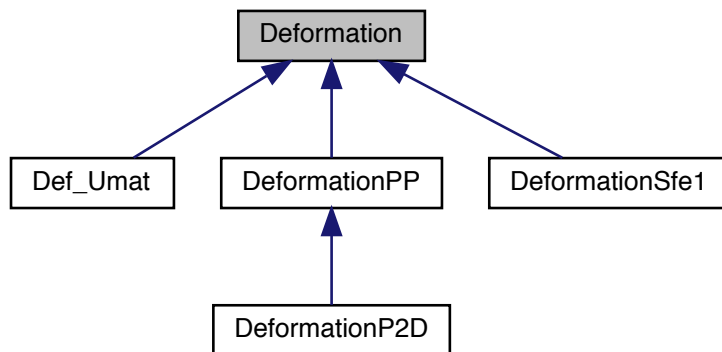 Deformation
Def_Umat
DeformationPP
DeformationSfe1
DeformationP2D